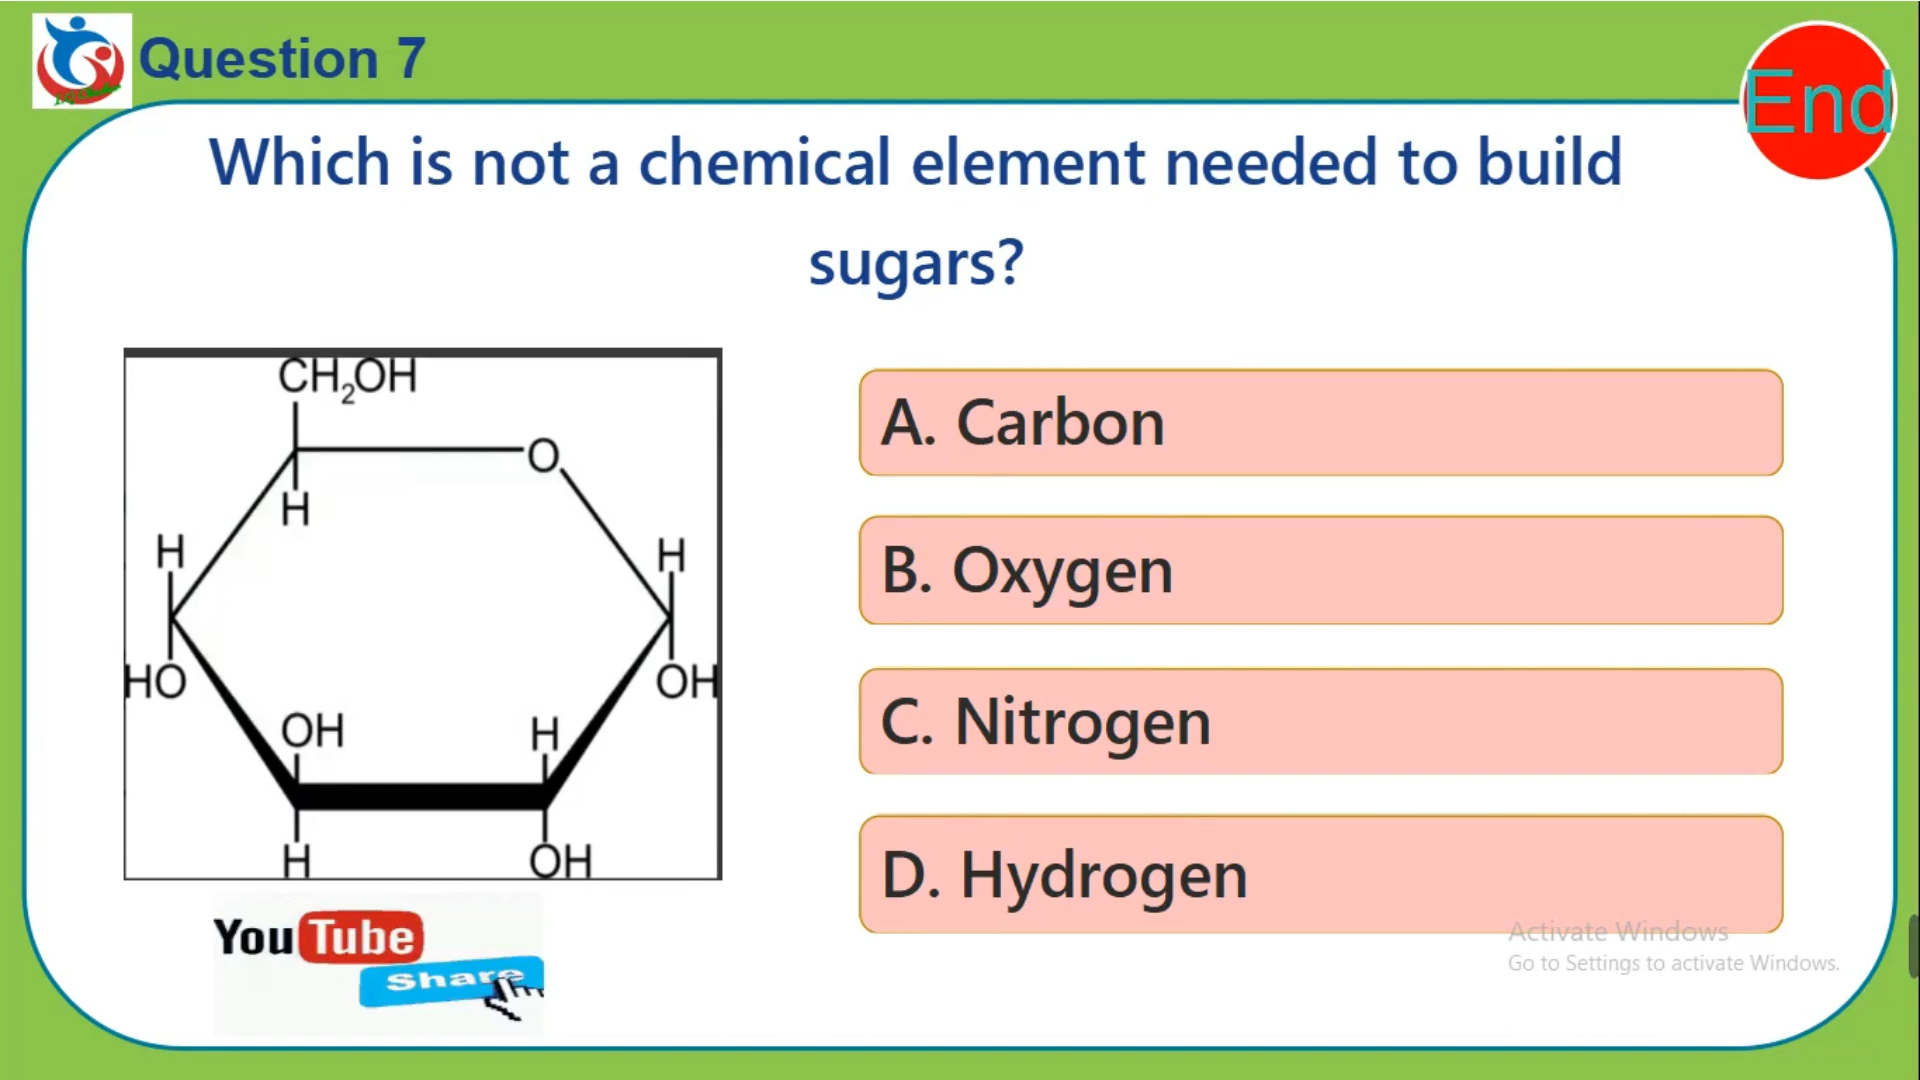 Question 7
End
Which is not a chemical element needed to build
sugars?
CH₂OH
O
H
H
H
HO
OH
OH
H
H
OH
A. Carbon
B. Oxygen
C. Nitrogen
D. Hydrogen
YouTube
Share
Activate Windows
Go to Settings to activate Windows.